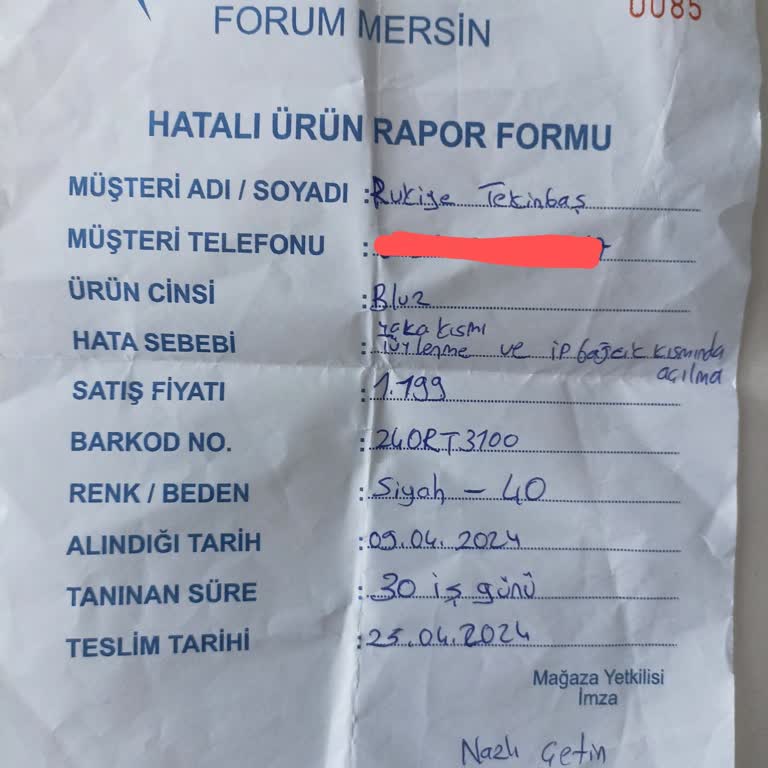 0085
FORUM MERSİN
HATALI ÜRÜN RAPOR FORMU
MÜŞTERİ ADI / SOYADI : Rukiye Tekinbaş
MÜŞTERİ TELEFONU :
ÜRÜN CİNSİ : Bluz
yaka kısmı
HATA SEBEBİ : tüylenme ve ip bağcık kısmında
açılma
SATIŞ FİYATI : 1.199
BARKOD NO. : 24ORT3100
RENK / BEDEN : Siyah - 40
ALINDIĞI TARİH : 09.04.2024
TANINAN SÜRE : 30 iş günü
TESLİM TARİHİ : 25.04.2024
Mağaza Yetkilisi
İmza
Nazlı Çetin